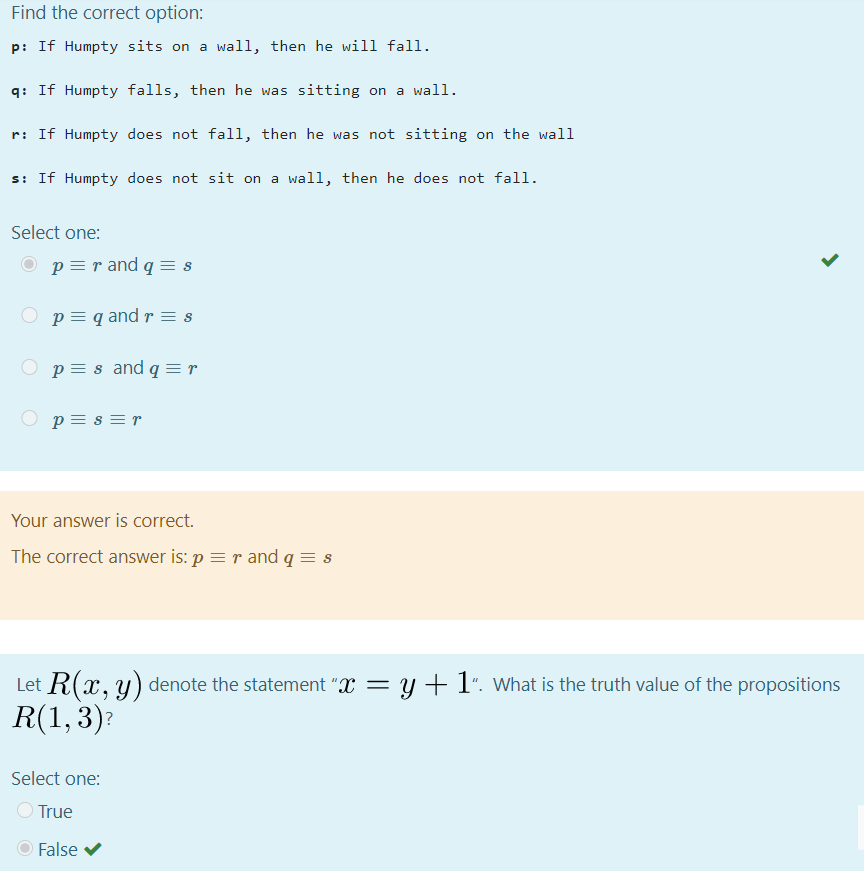 Find the correct option:
p: If Humpty sits on a wall, then he will fall.
q: If Humpty falls, then he was sitting on a wall.
r: If Humpty does not fall, then he was not sitting on the wall
s: If Humpty does not sit on a wall, then he does not fall.
Select one:
p ≡ r and q ≡ s
p ≡ q and r ≡ s
p ≡ s and q ≡ r
p ≡ s ≡ r
Your answer is correct.
The correct answer is: p ≡ r and q ≡ s
Let R(x, y) denote the statement “x = y + 1“. What is the truth value of the propositions
R(1, 3)?
Select one:
True
False